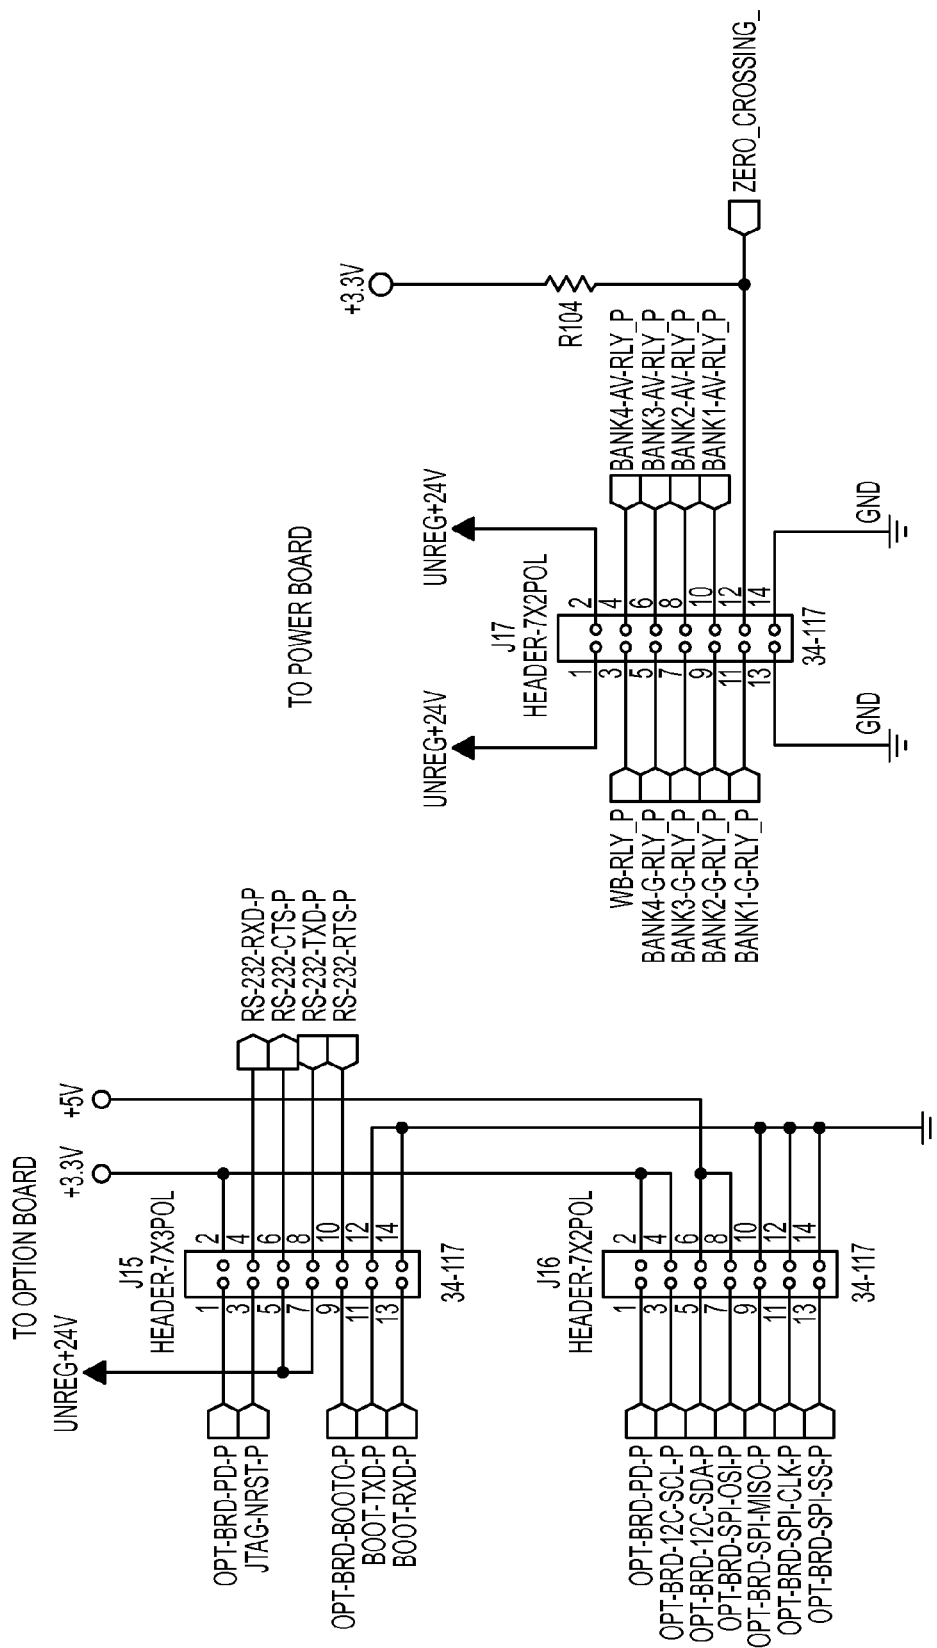 TO OPTION BOARD
UNREG+24V
+3.3V
+5V
J15
HEADER-7X3POL
OPT-BRD-PD-P
JTAG-NRST-P
OPT-BRD-BOOTO-P
BOOT-TXD-P
BOOT-RXD-P
1
3
5
7
9
11
13
2
4
6
8
10
12
14
RS-232-RXD-P
RS-232-CTS-P
RS-232-TXD-P
RS-232-RTS-P
34-117
J16
HEADER-7X2POL
OPT-BRD-PD-P
OPT-BRD-12C-SCL-P
OPT-BRD-12C-SDA-P
OPT-BRD-SPI-OSI-P
OPT-BRD-SPI-MISO-P
OPT-BRD-SPI-CLK-P
OPT-BRD-SPI-SS-P
1
3
5
7
9
11
13
2
4
6
8
10
12
14
34-117
TO POWER BOARD
UNREG+24V
UNREG+24V
J17
HEADER-7X2POL
WB-RLY_P
BANK4-G-RLY_P
BANK3-G-RLY_P
BANK2-G-RLY_P
BANK1-G-RLY_P
1
3
5
7
9
11
13
2
4
6
8
10
12
14
BANK4-AV-RLY_P
BANK3-AV-RLY_P
BANK2-AV-RLY_P
BANK1-AV-RLY_P
34-117
GND
GND
+3.3V
R104
ZERO_CROSSING_